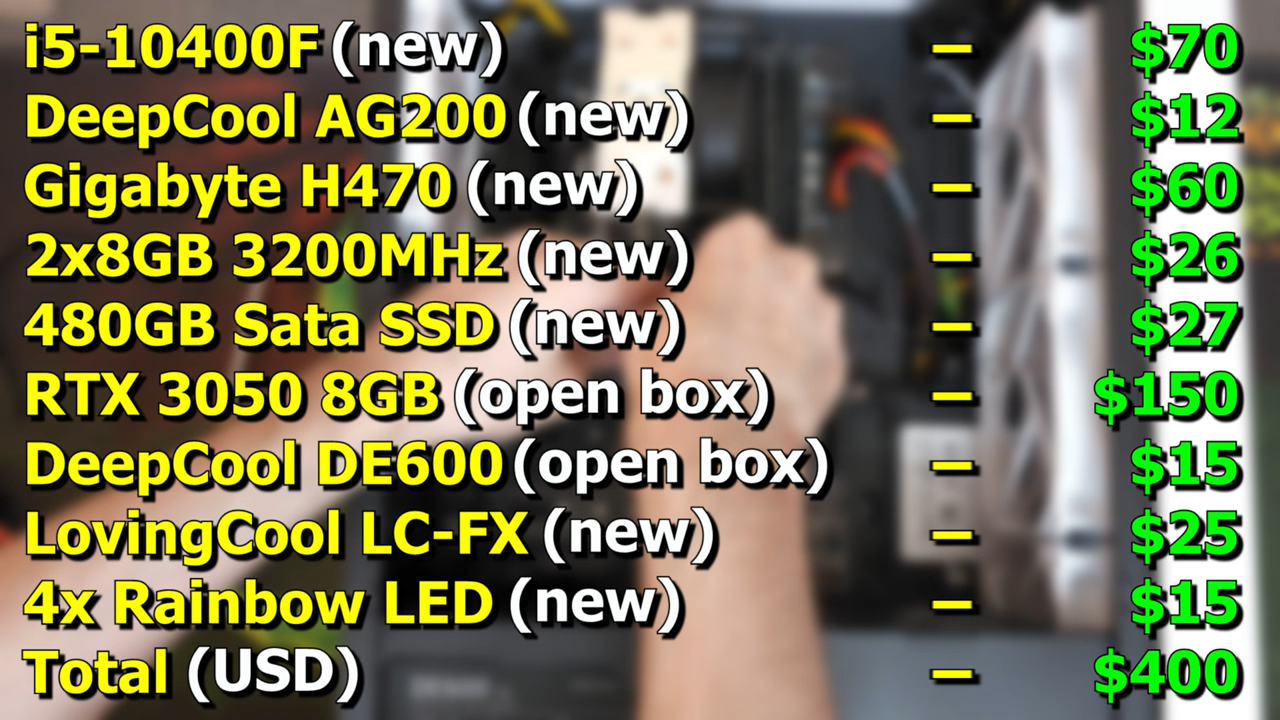 i5-10400F (new) – $70
DeepCool AG200 (new) – $12
Gigabyte H470 (new) – $60
2x8GB 3200MHz (new) – $26
480GB Sata SSD (new) – $27
RTX 3050 8GB (open box) – $150
DeepCool DE600 (open box) – $15
LovingCool LC-FX (new) – $25
4x Rainbow LED (new) – $15
Total (USD) – $400